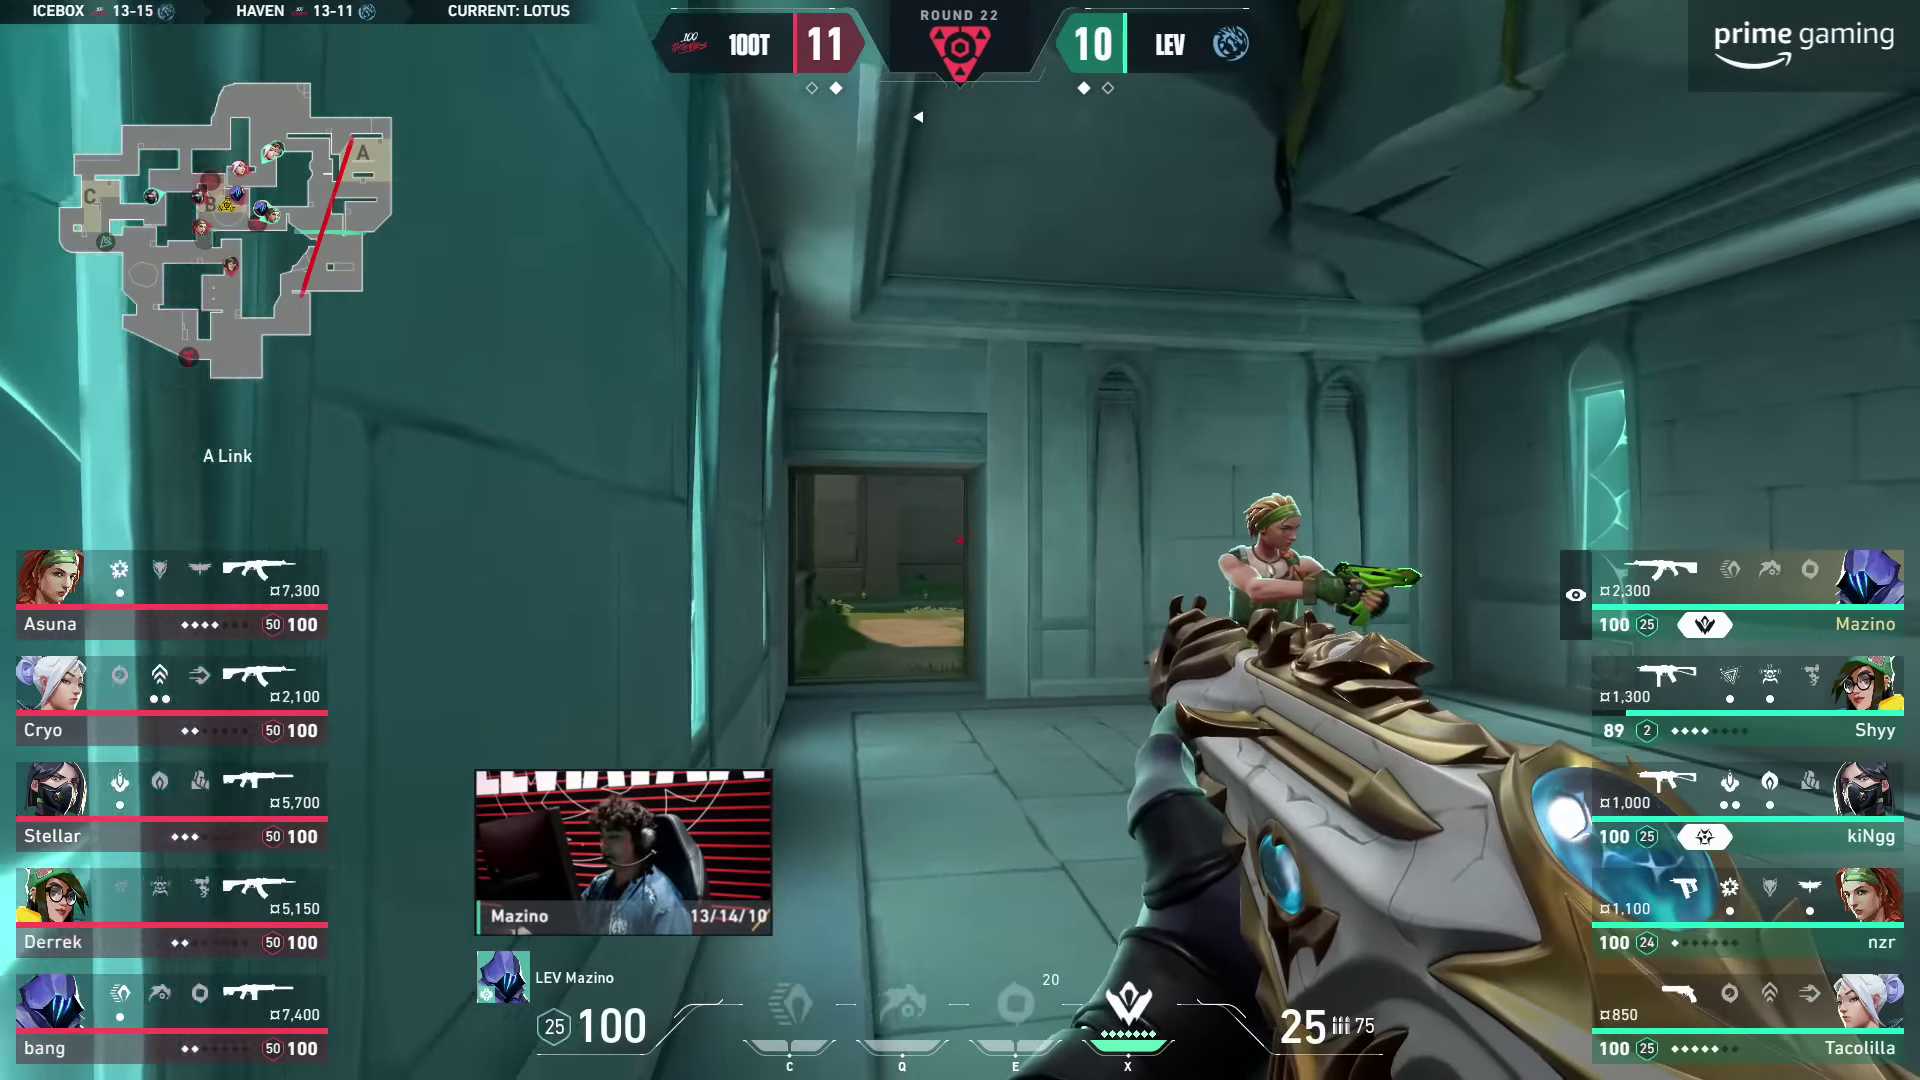 ICEBOX 13-15 HAVEN 13-11 CURRENT: LOTUS
100 THIEVES 100T 11 ROUND 22 10 LEV
prime gaming
A
B
C
A Link
7,300
Asuna 50 100
2,100
Cryo 50 100
5,700
Stellar 50 100
5,150
Derrek 50 100
7,400
bang 50 100
Mazino 13/14/10
LEV Mazino
25 100
20
C Q E X
25 75
2,300
100 25 Mazino
1,300
89 2 Shyy
1,000
100 25 kiNgg
1,100
100 24 nzr
850
100 25 Tacolilla